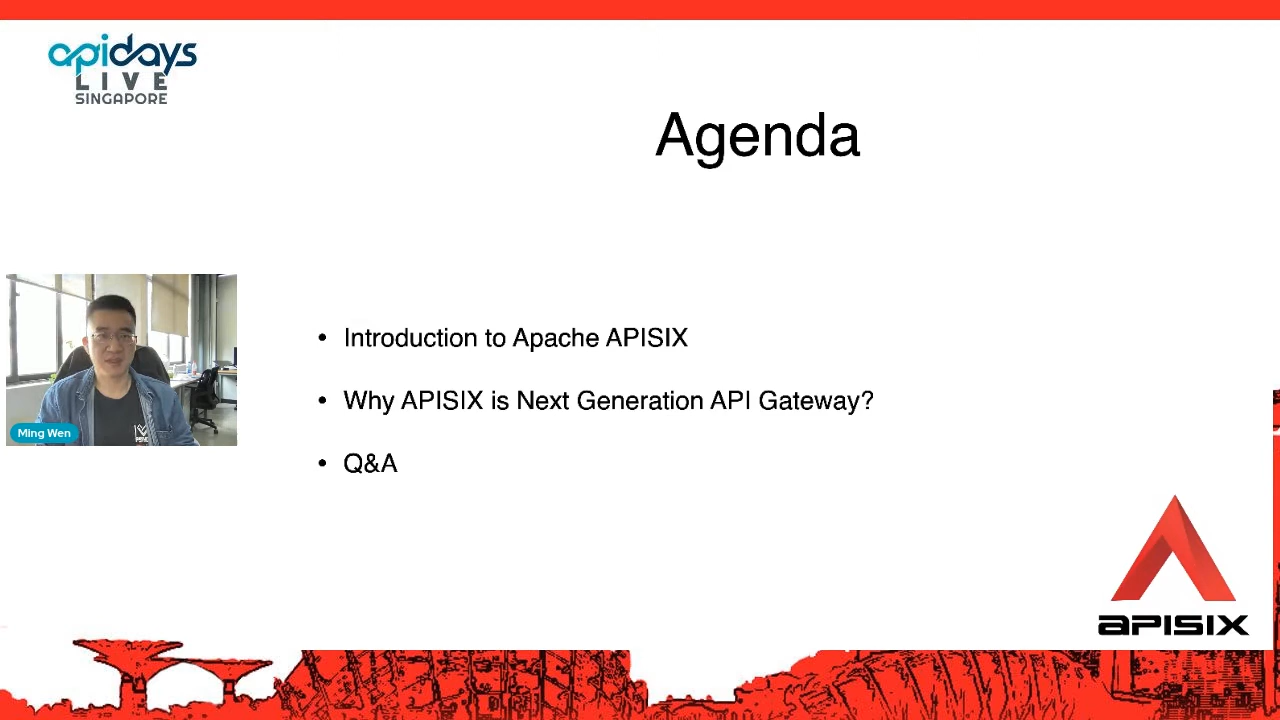 apidays
LIVE
SINGAPORE
Agenda
Ming Wen
• Introduction to Apache APISIX
• Why APISIX is Next Generation API Gateway?
• Q&A
APISIX